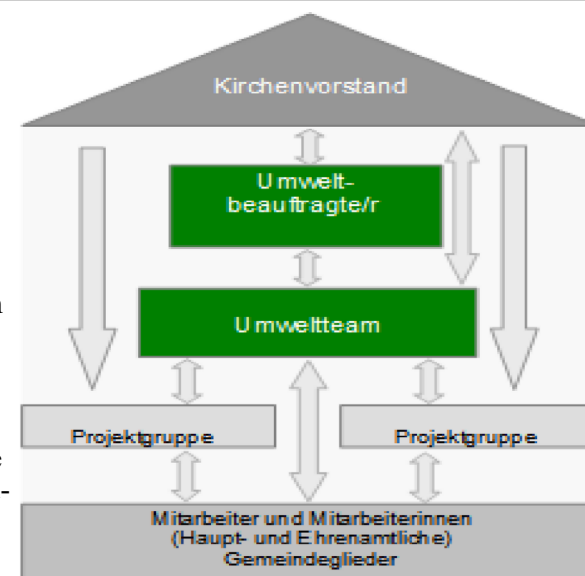 Kirchenvorstand
Umwelt-
beauftragte/r
Umweltteam
Projektgruppe
Projektgruppe
Mitarbeiter und Mitarbeiterinnen
(Haupt- und Ehrenamtliche)
Gemeindeglieder